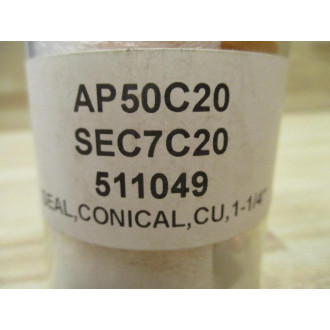 AP50C20
SEC7C20
511049
SEAL,CONICAL,CU,1-1/4"